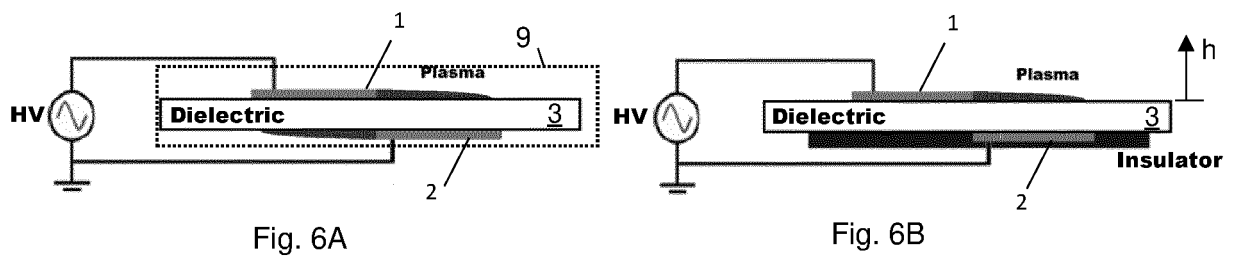 1
9
Plasma
HV
Dielectric
3
2
Fig. 6A
1
h
Plasma
HV
Dielectric
3
Insulator
2
Fig. 6B